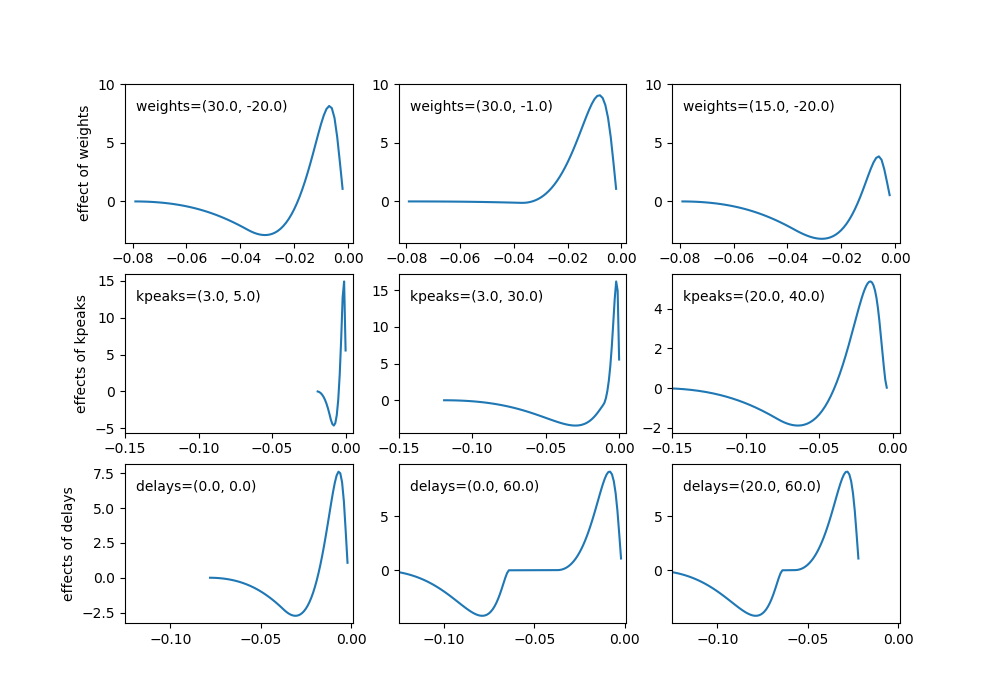 effect of weights
10
5
0
weights=(30.0, -20.0)
−0.08 −0.06 −0.04 −0.02 0.00
10
5
0
weights=(30.0, -1.0)
−0.08 −0.06 −0.04 −0.02 0.00
10
5
0
weights=(15.0, -20.0)
−0.08 −0.06 −0.04 −0.02 0.00
effects of kpeaks
15
10
5
0
−5
kpeaks=(3.0, 5.0)
−0.15 −0.10 −0.05 0.00
15
10
5
0
kpeaks=(3.0, 30.0)
−0.15 −0.10 −0.05 0.00
4
2
0
−2
kpeaks=(20.0, 40.0)
−0.15 −0.10 −0.05 0.00
effects of delays
7.5
5.0
2.5
0.0
−2.5
delays=(0.0, 0.0)
−0.10 −0.05 0.00
5
0
delays=(0.0, 60.0)
−0.10 −0.05 0.00
5
0
delays=(20.0, 60.0)
−0.10 −0.05 0.00